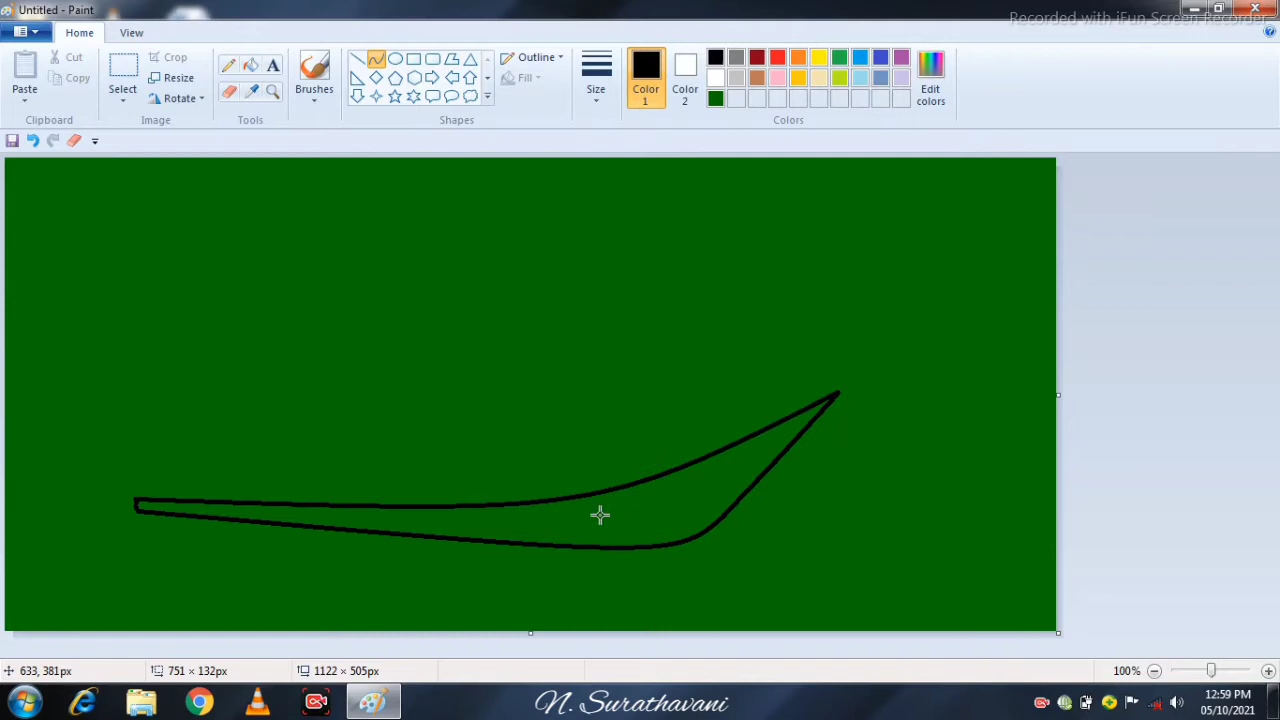 Untitled - Paint
Recorded with iFun Screen Recorder
Home
View
Paste
Cut
Copy
Clipboard
Select
Crop
Resize
Rotate
Image
Tools
Brushes
Shapes
Outline
Fill
Size
Color
1
Color
2
Edit
colors
Colors
633, 381px
751 × 132px
1122 × 505px
100%
N. Surathavani
12:59 PM
05/10/2021